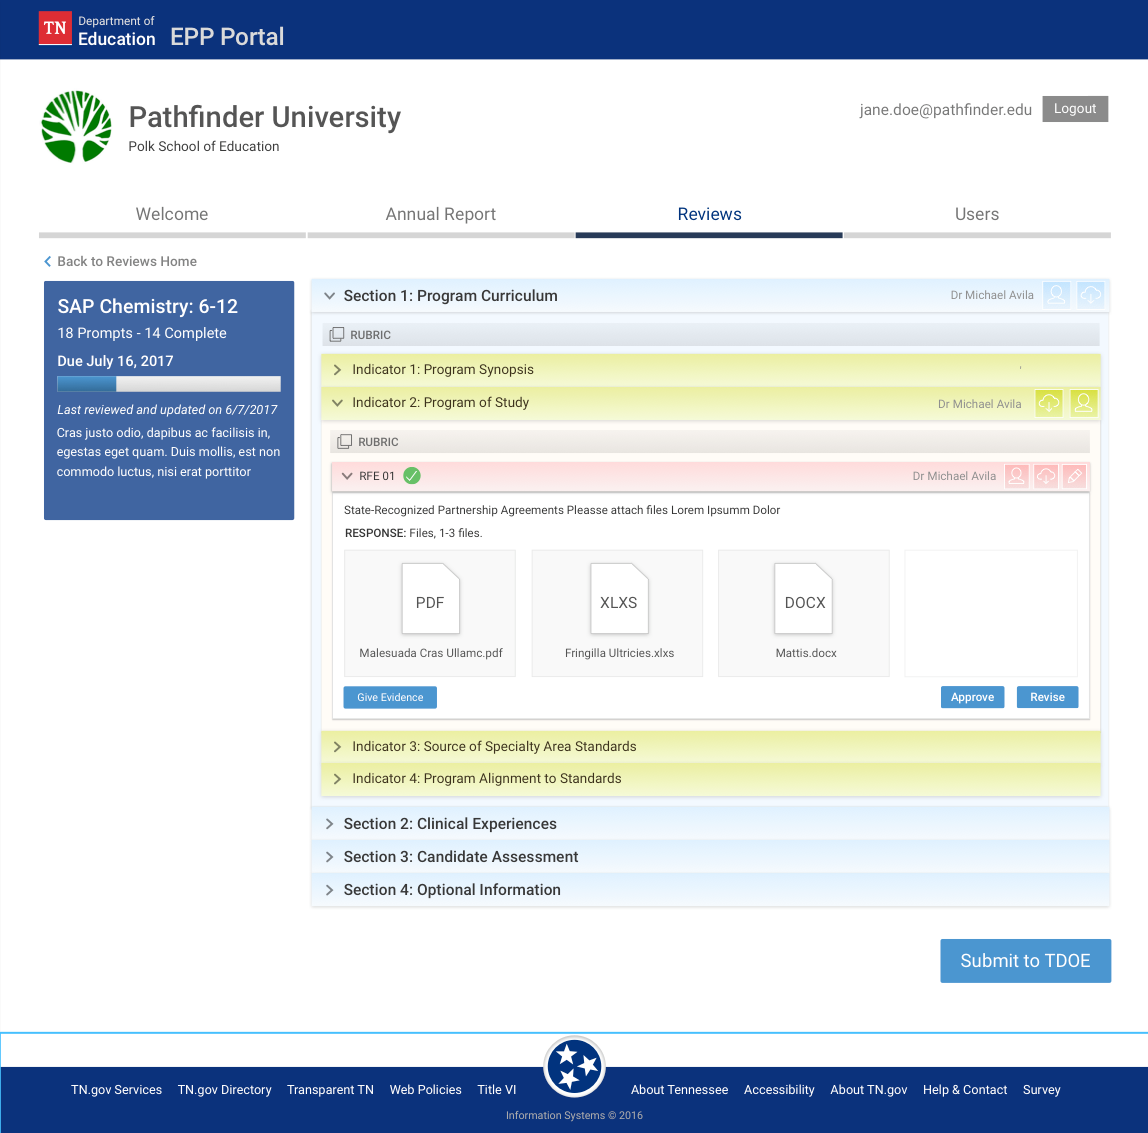 TN
Department of
Education
EPP Portal
Pathfinder University
Polk School of Education
jane.doe@pathfinder.edu
Logout
Welcome
Annual Report
Reviews
Users
Back to Reviews Home
SAP Chemistry: 6-12
18 Prompts - 14 Complete
Due July 16, 2017
Last reviewed and updated on 6/7/2017
Cras justo odio, dapibus ac facilisis in,
egestas eget quam. Duis mollis, est non
commodo luctus, nisi erat porttitor
Section 1: Program Curriculum
Dr Michael Avila
RUBRIC
Indicator 1: Program Synopsis
Indicator 2: Program of Study
Dr Michael Avila
RUBRIC
RFE 01
Dr Michael Avila
State-Recognized Partnership Agreements Pleasse attach files Lorem Ipsumm Dolor
RESPONSE: Files, 1-3 files.
PDF
Malesuada Cras Ullamc.pdf
XLXS
Fringilla Ultricies.xlxs
DOCX
Mattis.docx
Give Evidence
Approve
Revise
Indicator 3: Source of Specialty Area Standards
Indicator 4: Program Alignment to Standards
Section 2: Clinical Experiences
Section 3: Candidate Assessment
Section 4: Optional Information
Submit to TDOE
TN.gov Services
TN.gov Directory
Transparent TN
Web Policies
Title VI
About Tennessee
Accessibility
About TN.gov
Help & Contact
Survey
Information Systems © 2016